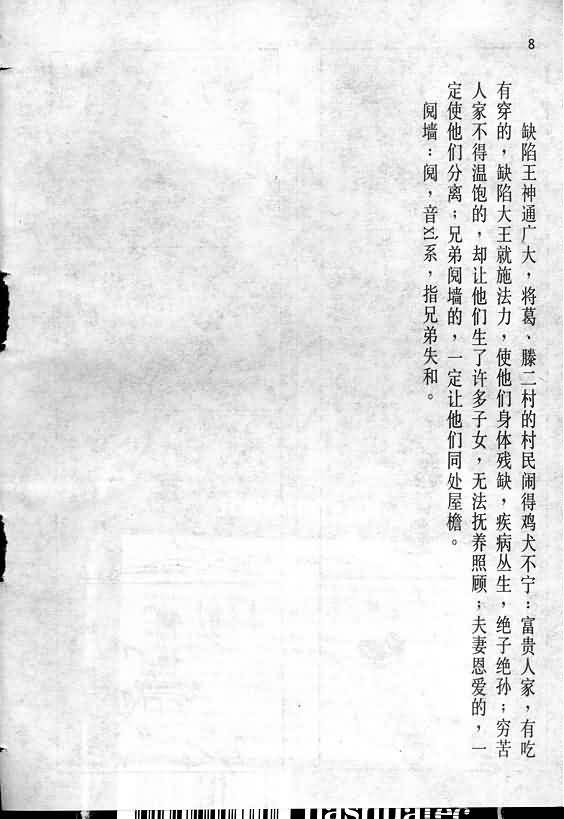 8
缺陷王神通广大，将葛、滕二村的村民闹得鸡犬不宁：富贵人家，有吃
有穿的，缺陷大王就施法力，使他们身体残缺，疾病丛生，绝子绝孙；穷苦
人家不得温饱的，却让他们生了许多子女，无法抚养照顾；夫妻恩爱的，一
定使他们分离；兄弟阋墙的，一定让他们同处屋檐。
阋墙：阋，音xì系，指兄弟失和。